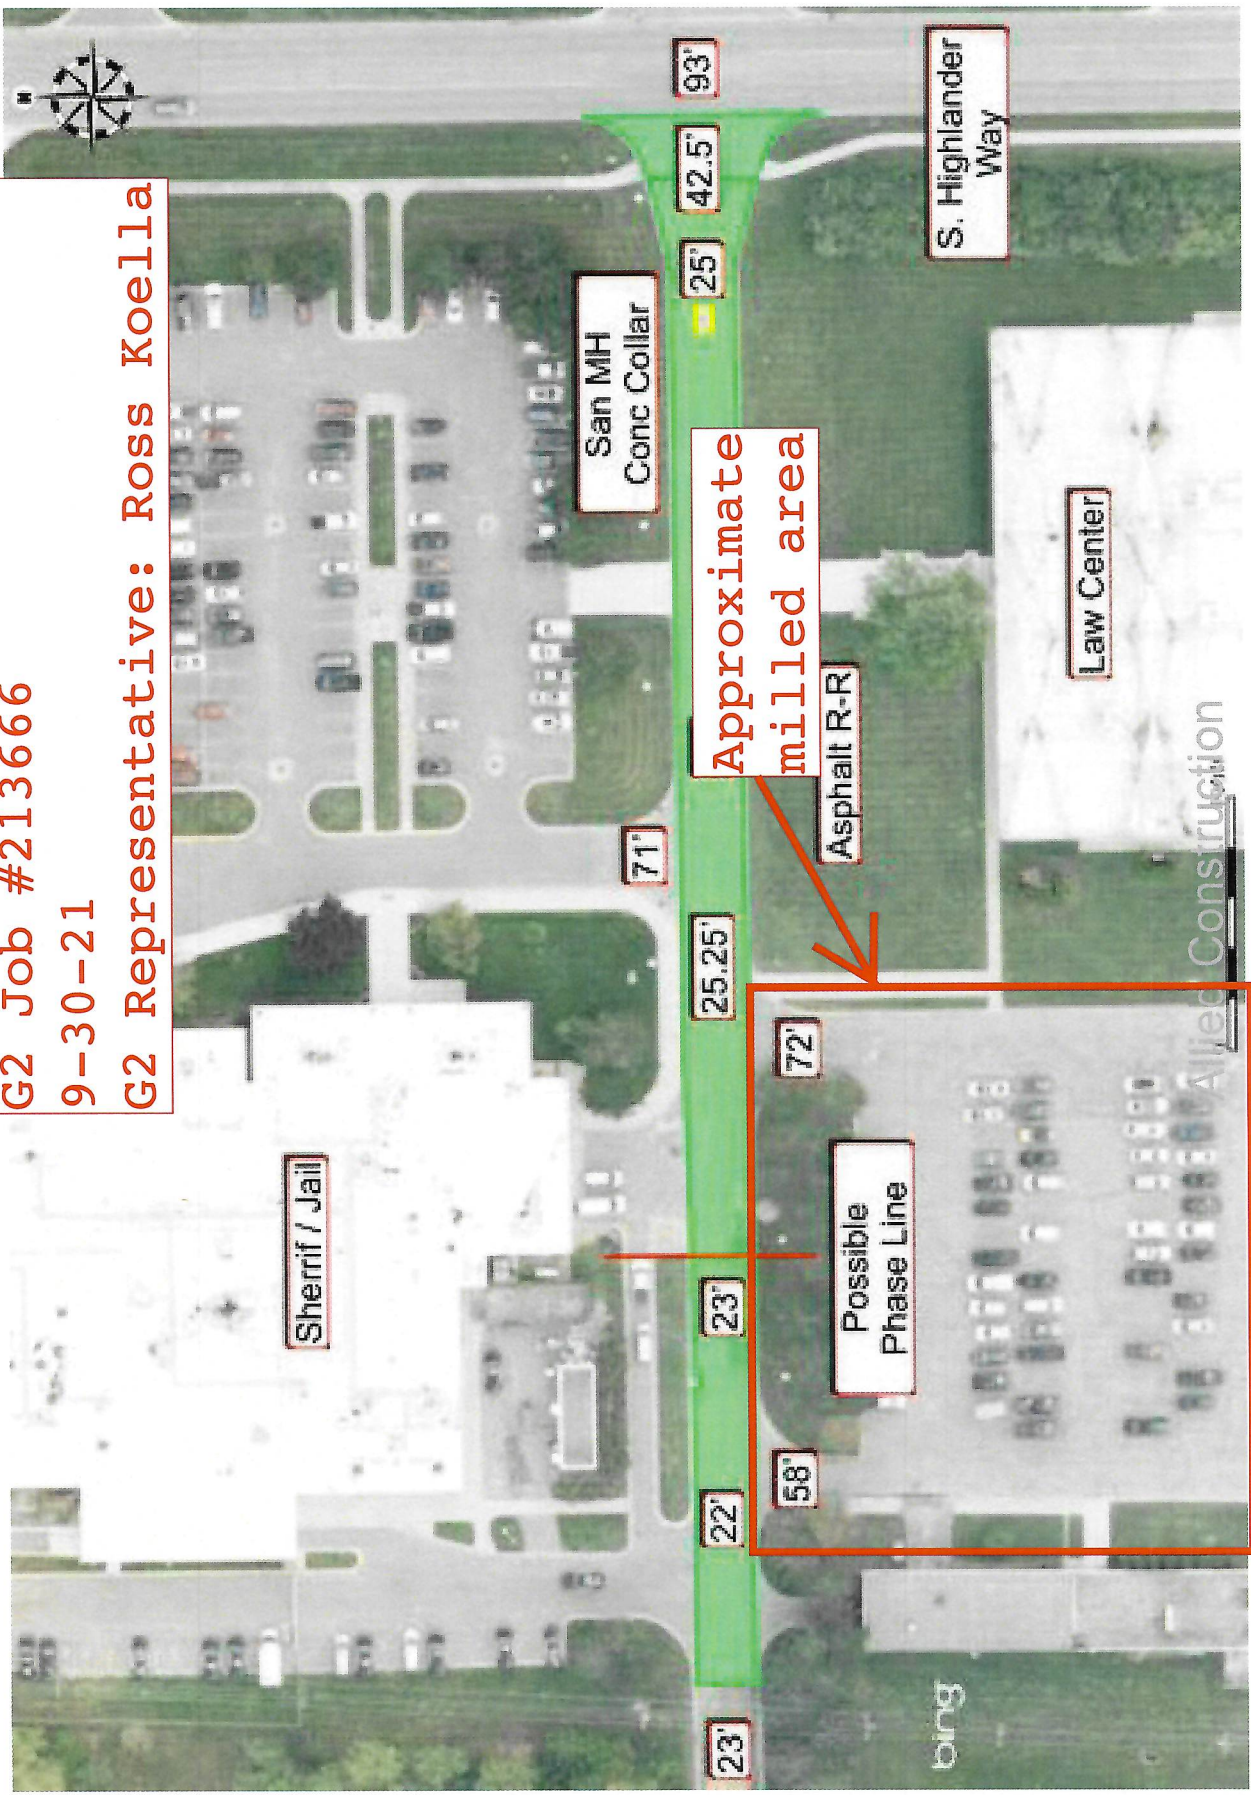 G2 Job #213666
9-30-21
G2 Representative: Ross Koella
N
Sherrif / Jail
71'
San MH
Conc Collar
23'
22'
23'
25.25'
25'
42.5'
93'
Approximate
milled area
58'
72'
Asphalt R-R
Possible
Phase Line
S. Highlander
Way
Law Center
bing
Allied Construction